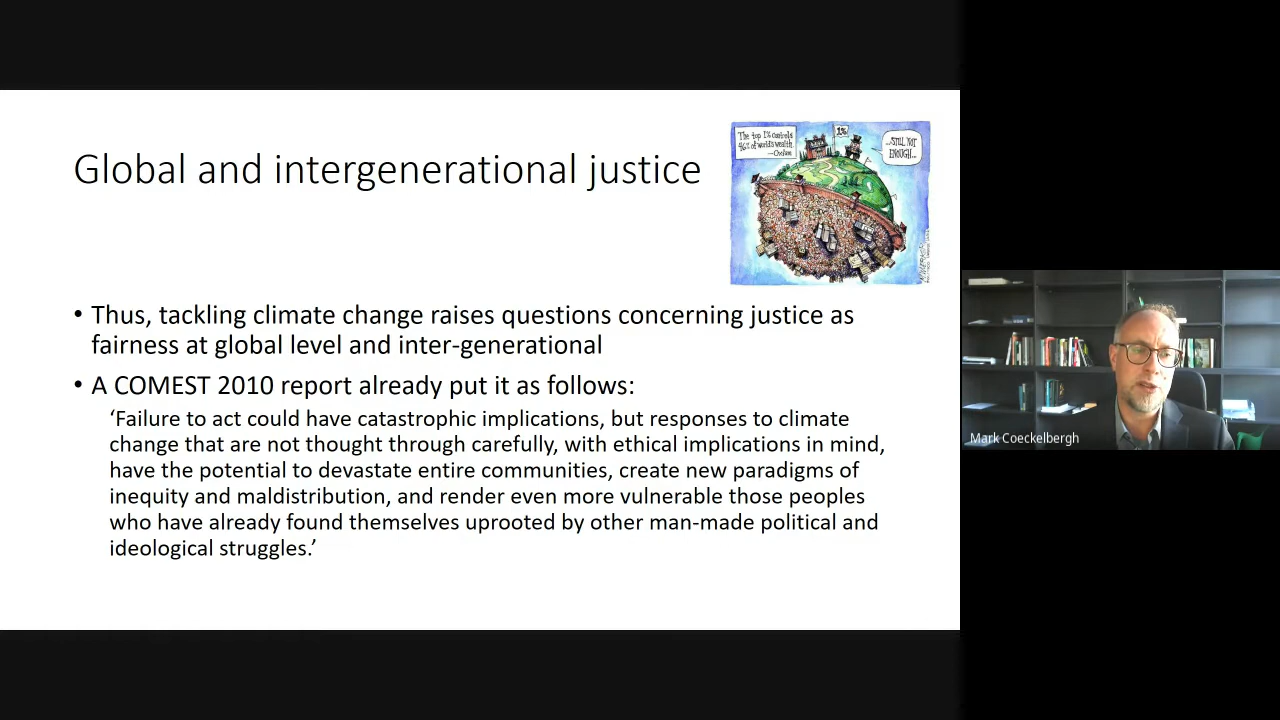 Global and intergenerational justice
The top 1% controls
46% of world's wealth.
—Oxfam
1%
...STILL NOT
ENOUGH...
• Thus, tackling climate change raises questions concerning justice as
fairness at global level and inter-generational
• A COMEST 2010 report already put it as follows:
‘Failure to act could have catastrophic implications, but responses to climate
change that are not thought through carefully, with ethical implications in mind,
have the potential to devastate entire communities, create new paradigms of
inequity and maldistribution, and render even more vulnerable those peoples
who have already found themselves uprooted by other man-made political and
ideological struggles.’
Mark Coeckelbergh